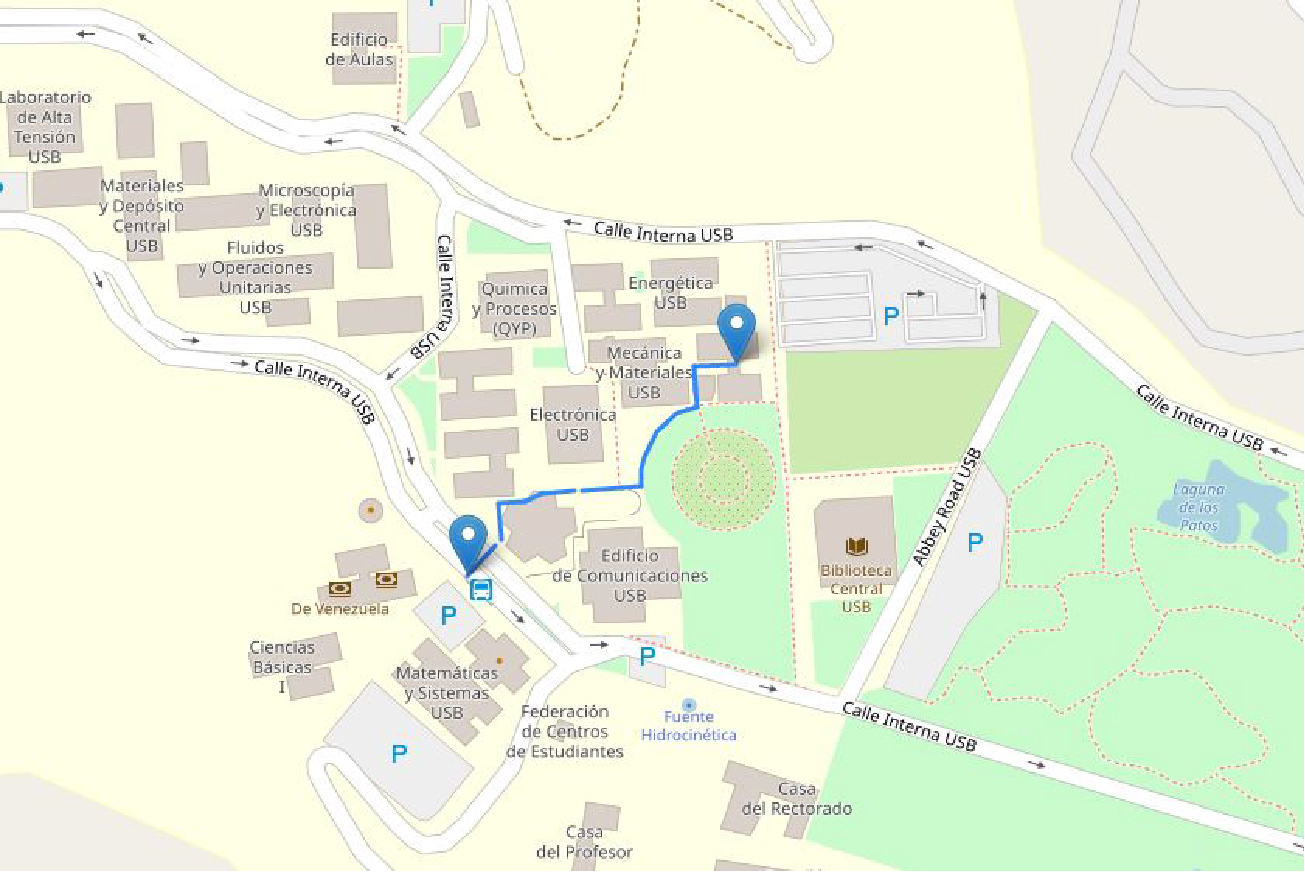 P
Edificio
de Aulas
Laboratorio
de Alta
Tensión
USB
Materiales
y Depósito
Central
USB
Microscopía
y Electrónica
USB
Calle Interna USB
Fluidos
y Operaciones
Unitarias
USB
Calle Interna USB
Quimica
y Procesos
(QYP)
Energética
USB
P
Mecánica
y Materiales
USB
Calle Interna USB
Calle Interna USB
Electrónica
USB
Abbey Road USB
Laguna
de los
Patos
P
Edificio
de Comunicaciones
USB
Biblioteca
Central
USB
De Venezuela
P
Ciencias
Básicas
I
P
Matemáticas
y Sistemas
USB
Federación
de Centros
de Estudiantes
Fuente
Hidrocinética
Calle Interna USB
P
Casa
del Rectorado
Casa
del Profesor